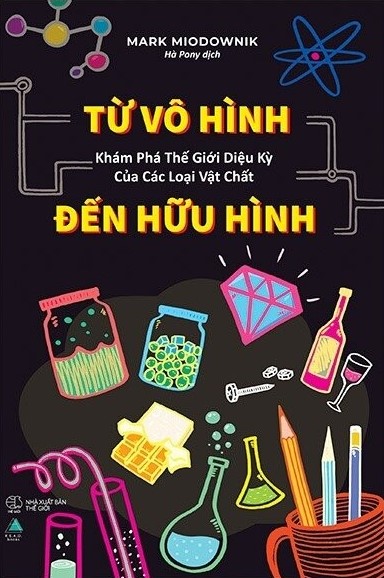 MARK MIODOWNIK
Hà Pony dịch
TỪ VÔ HÌNH
Khám Phá Thế Giới Diệu Kỳ
Của Các Loại Vật Chất
ĐẾN HỮU HÌNH
NHÀ XUẤT BẢN
THẾ GIỚI